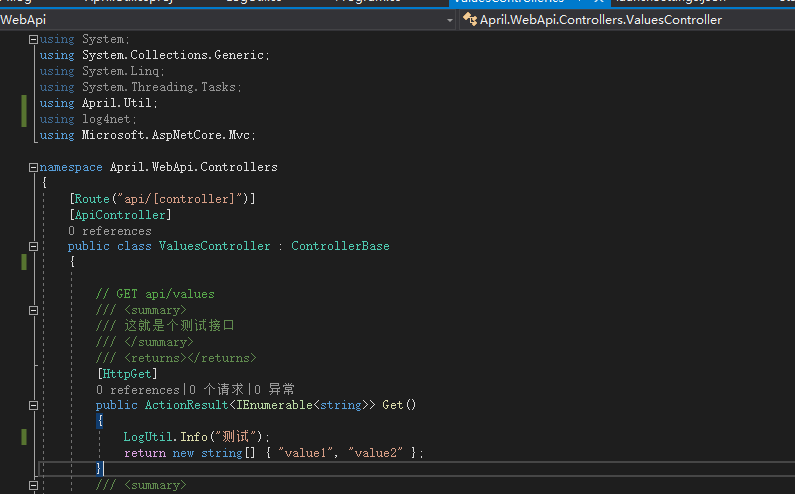 WebApi
April.WebApi.Controllers.ValuesController
using System;
using System.Collections.Generic;
using System.Linq;
using System.Threading.Tasks;
using April.Util;
using log4net;
using Microsoft.AspNetCore.Mvc;
namespace April.WebApi.Controllers
{
[Route("api/[controller]")]
[ApiController]
0 references
public class ValuesController : ControllerBase
{
// GET api/values
/// <summary>
/// 这就是个测试接口
/// </summary>
/// <returns></returns>
[HttpGet]
0 references|0 个请求|0 异常
public ActionResult<IEnumerable<string>> Get()
{
LogUtil.Info("测试");
return new string[] { "value1", "value2" };
}
/// <summary>